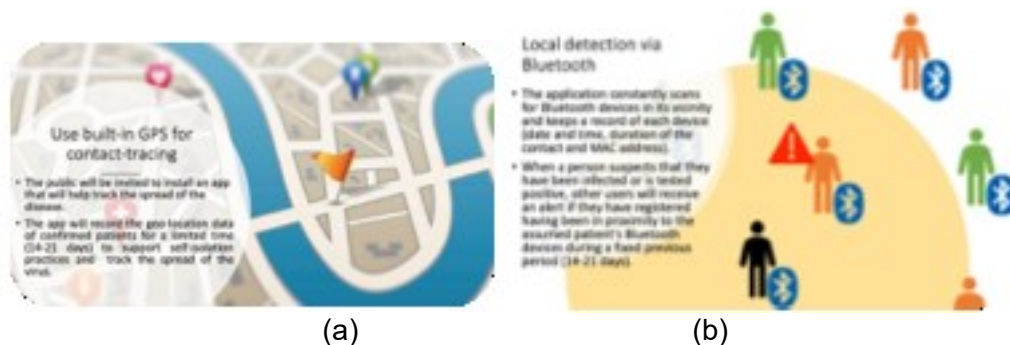 Use built-in GPS for
contact-tracing
• The public will be invited to install an app
that will help track the spread of the
disease.
• The app will record the geo location data
of confirmed patients for a limited time
(14-21 days) to support self-isolation
practices and track the spread of the
virus.
(a)
Local detection via
Bluetooth
• The application constantly scans
for Bluetooth devices in its vicinity
and keeps a record of each device
(date and time, duration of the
contact and MAC address).
• When a person suspects that they
have been infected or is tested
positive, other users will receive
an alert if they have registered
having been in proximity to the
assumed patient's Bluetooth
devices during a fixed previous
period (14-21 days).
(b)